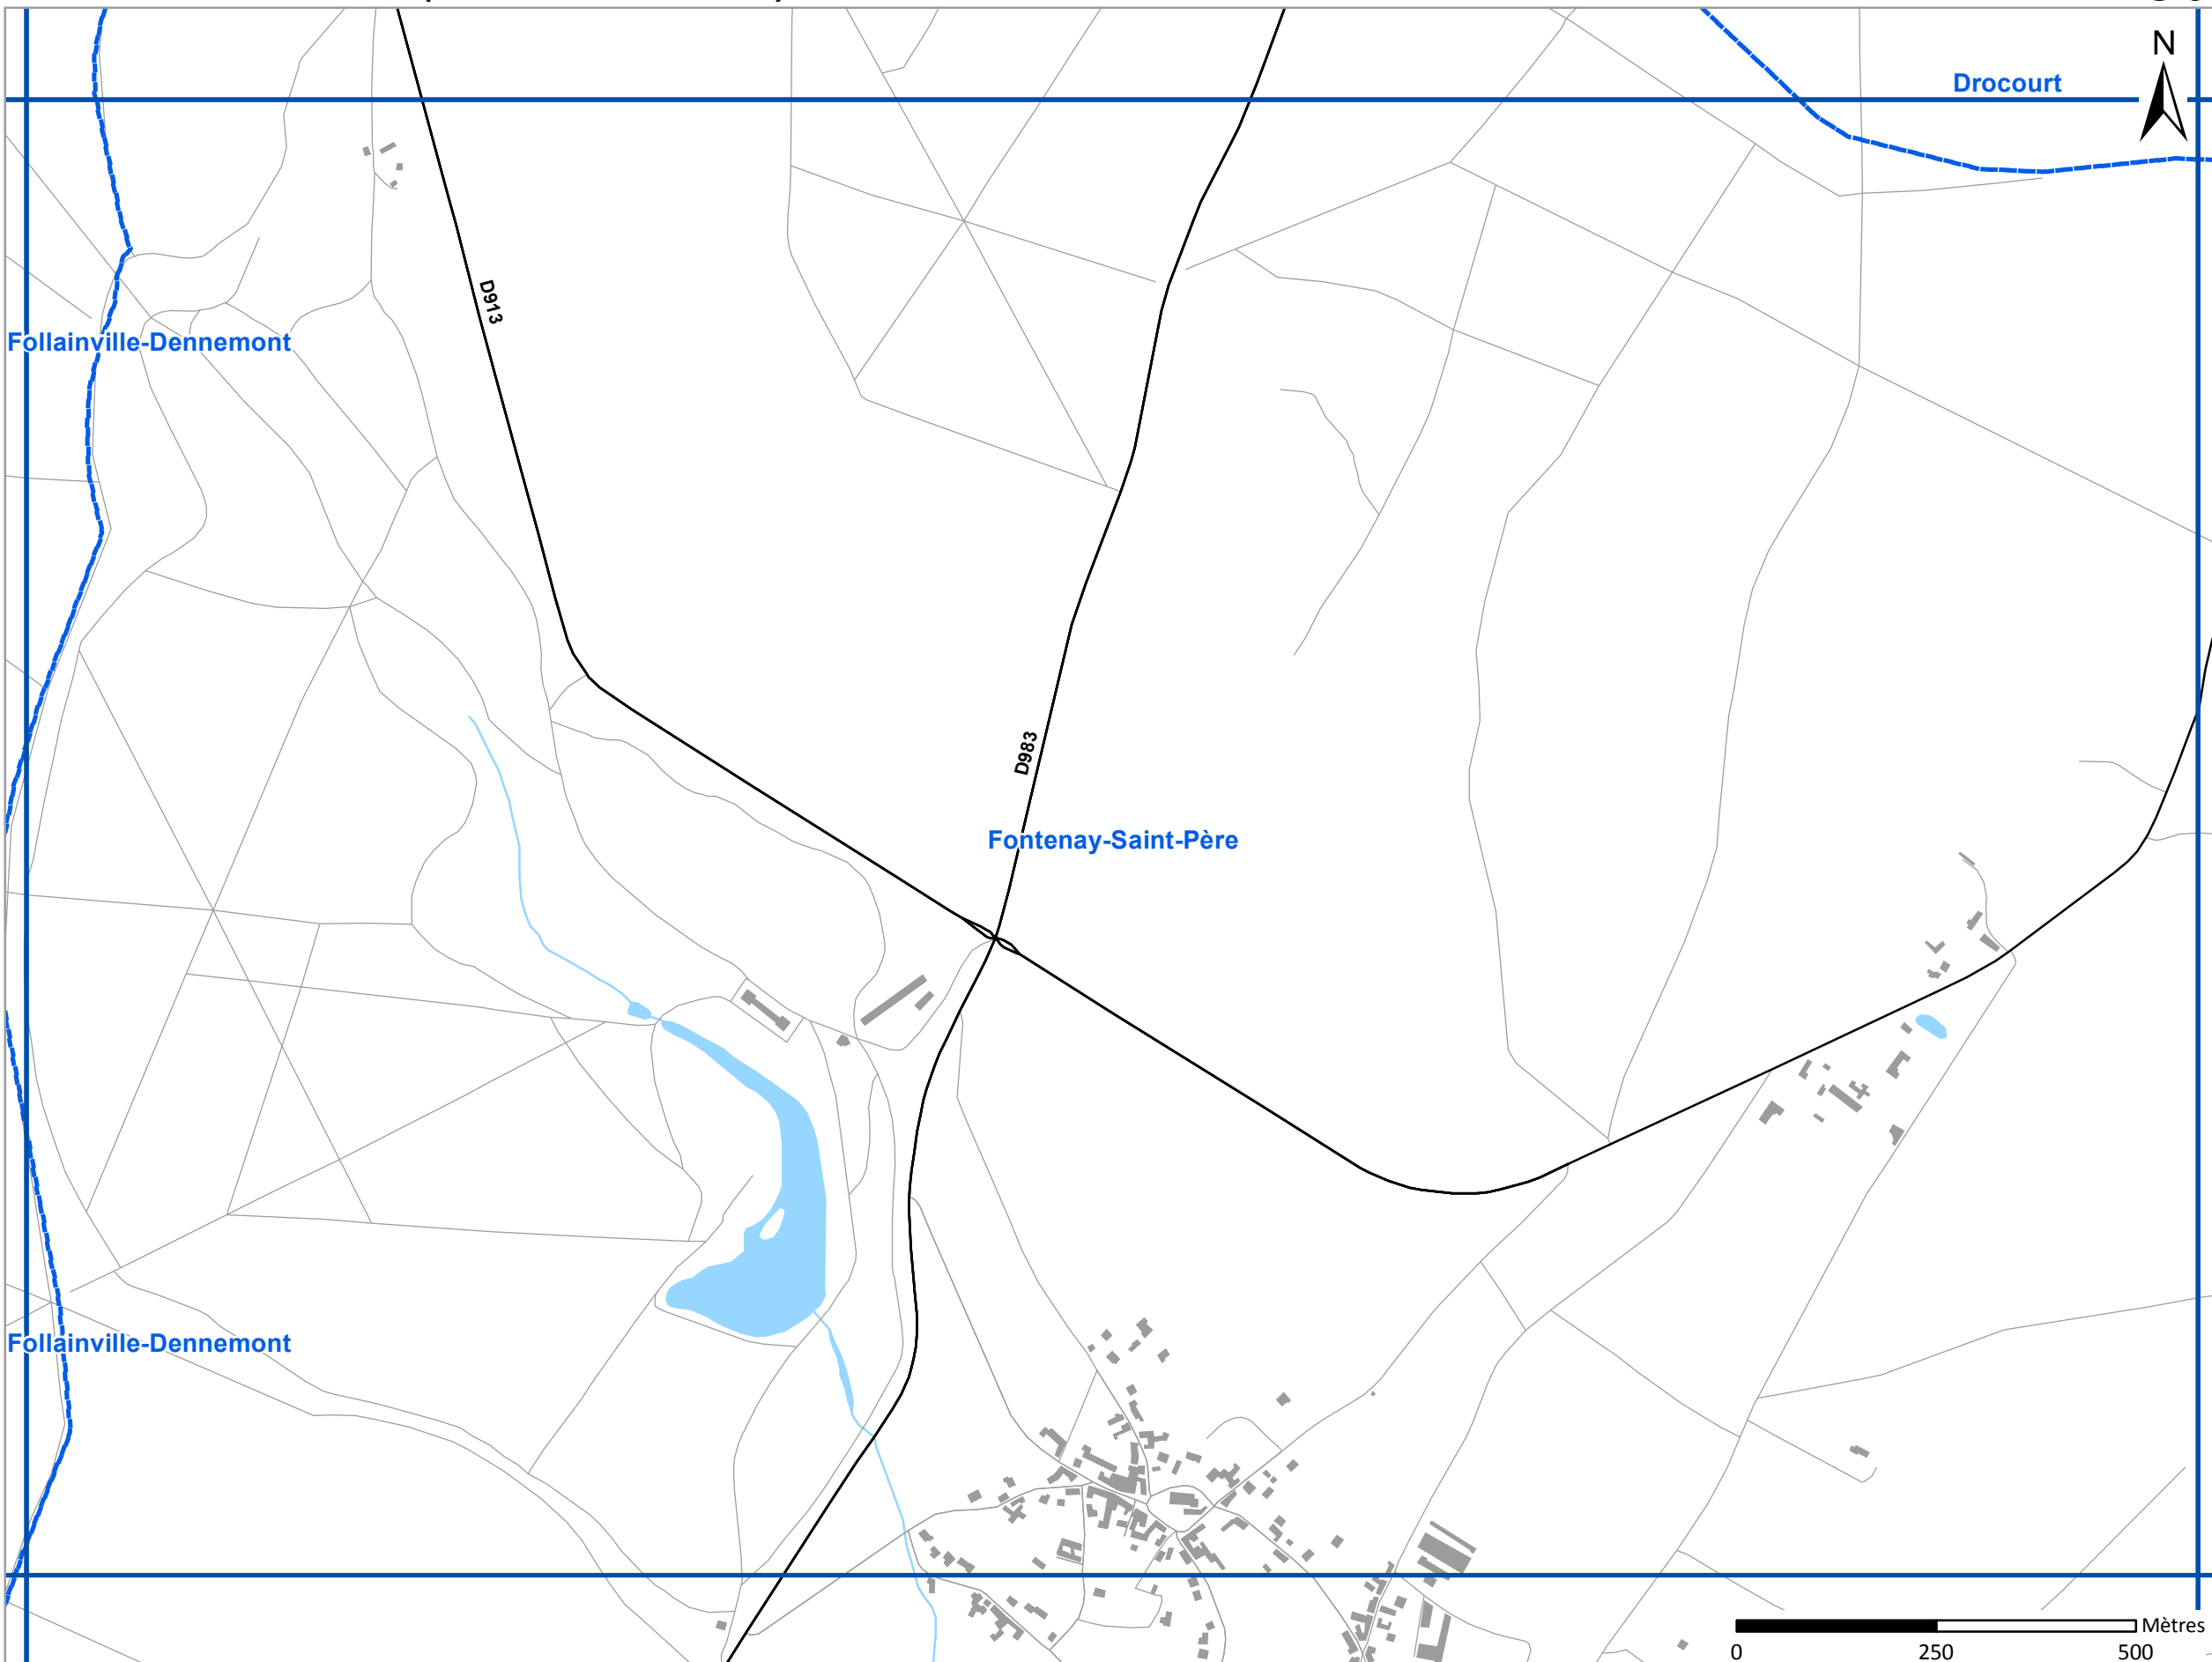 N
Drocourt
D913
Follainville-Dennemont
D983
Fontenay-Saint-Père
Follainville-Dennemont
Mètres
0 250 500